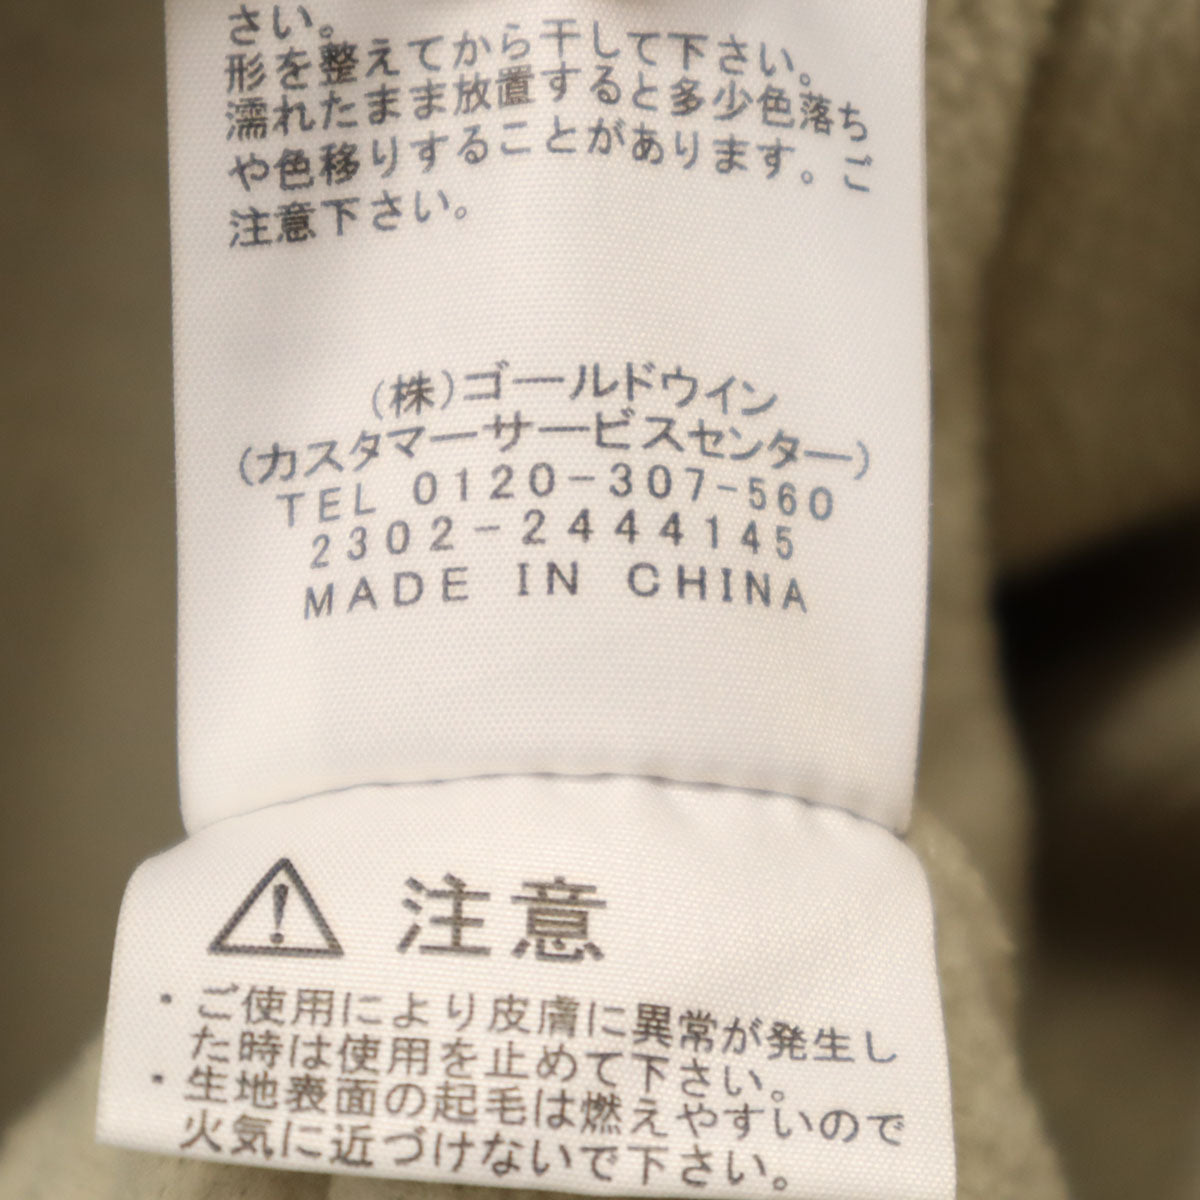 さい。
形を整えてから干して下さい。
濡れたまま放置すると多少色落ち
や色移りすることがあります。ご
注意下さい。
(株)ゴールドウイン
(カスタマーサービスセンター)
TEL 0120-307-560
2302-2444145
MADE IN CHINA
注意
・ご使用により皮膚に異常が発生し
た時は使用を止めて下さい。
・生地表面の起毛は燃えやすいので
火気に近づけないで下さい。